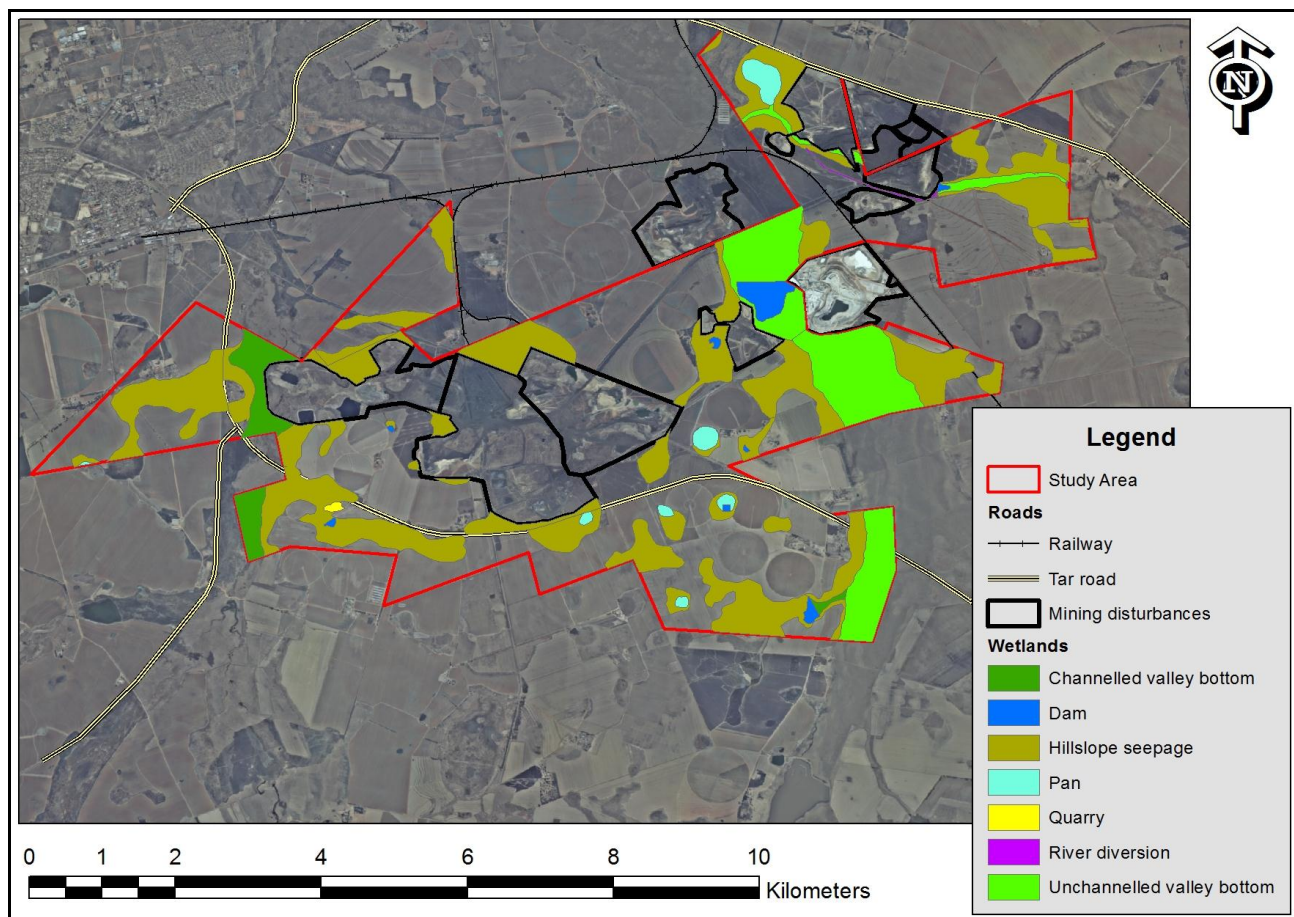 N
Legend
Study Area
Roads
Railway
Tar road
Mining disturbances
Wetlands
Channelled valley bottom
Dam
Hillslope seepage
Pan
Quarry
River diversion
Unchannelled valley bottom
0 1 2 4 6 8 10
Kilometers